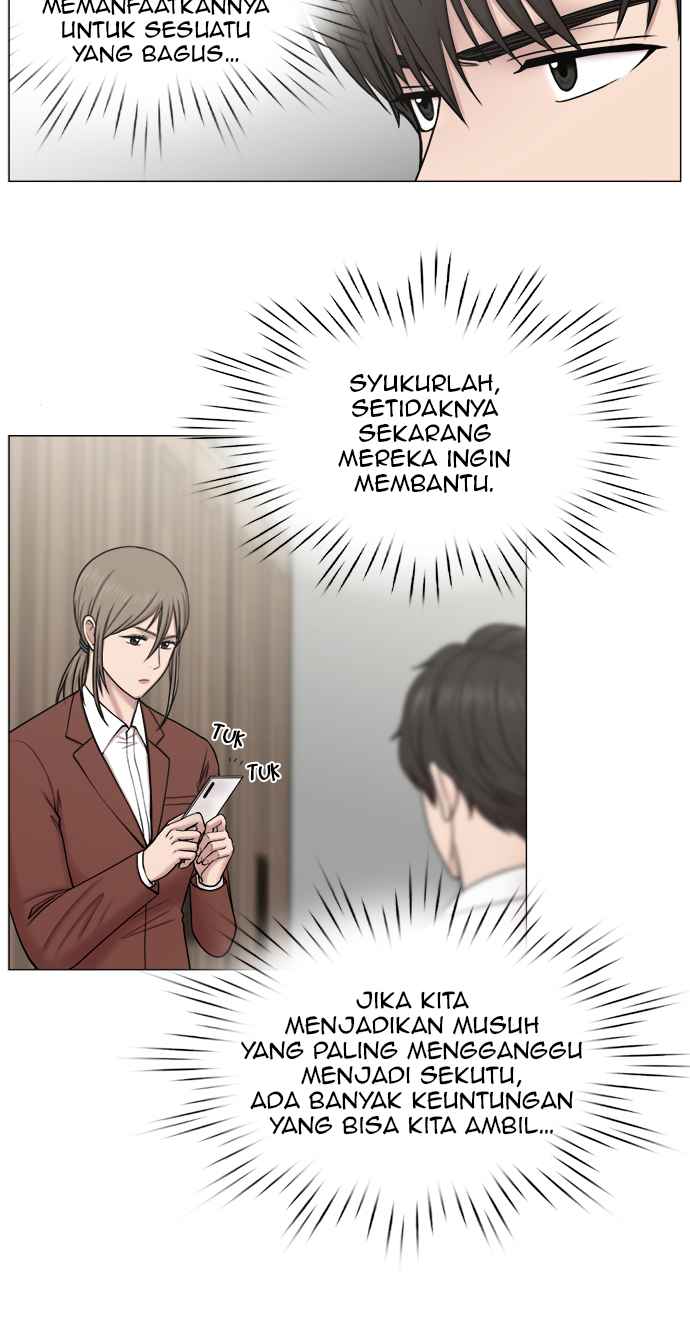 MEMANFAATKANNYA
UNTUK SESUATU
YANG BAGUS...
SYUKURLAH,
SETIDAKNYA
SEKARANG
MEREKA INGIN
MEMBANTU.
TUK
TUK
JIKA KITA
MENJADIKAN MUSUH
YANG PALING MENGGANGGU
MENJADI SEKUTU,
ADA BANYAK KEUNTUNGAN
YANG BISA KITA AMBIL...